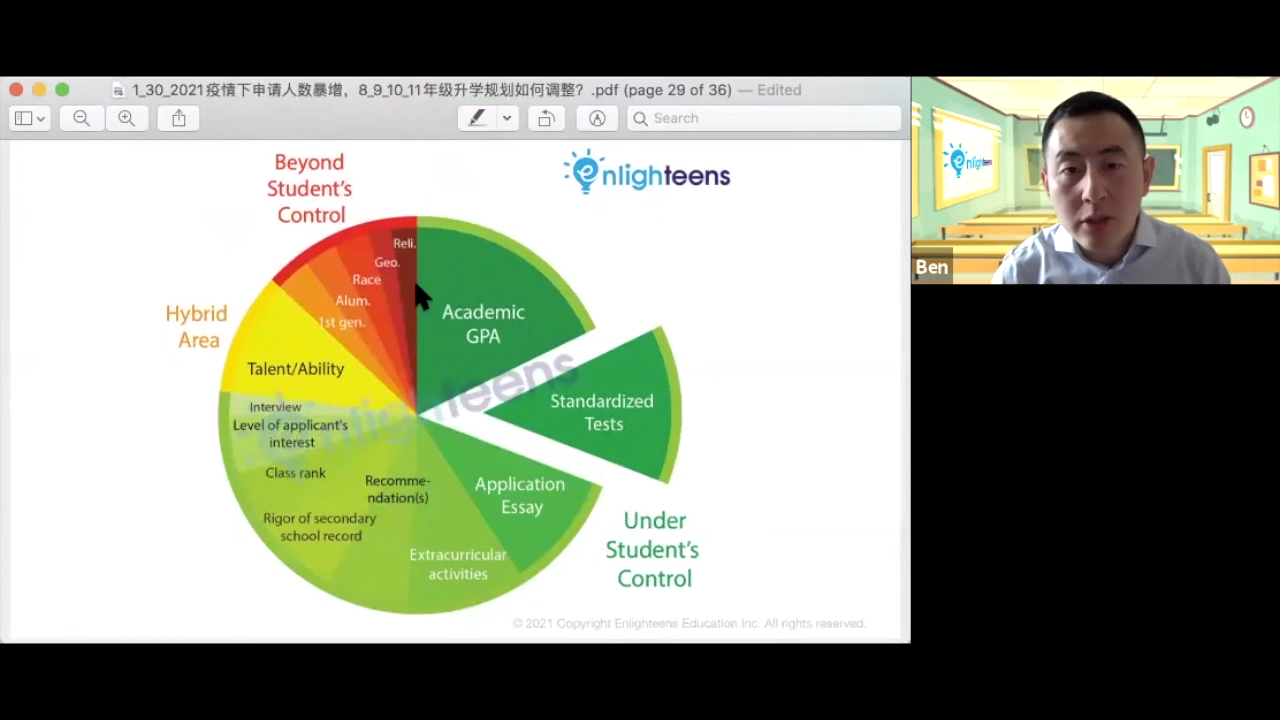 1_30_2021疫情下申请人数暴增，8_9_10_11年级升学规划如何调整？.pdf (page 29 of 36) — Edited
Search
Beyond
Student's
Control
enlighteens
enlighteens
Reli.
Geo.
Race
Alum.
1st gen.
Hybrid
Area
Academic
GPA
Talent/Ability
Standardized
Tests
Interview
Level of applicant's
interest
Class rank
Recomme-
ndation(s)
Application
Essay
Rigor of secondary
school record
Extracurricular
activities
Under
Student's
Control
enlighteens
© 2021 Copyright Enlighteens Education Inc. All rights reserved.
Ben